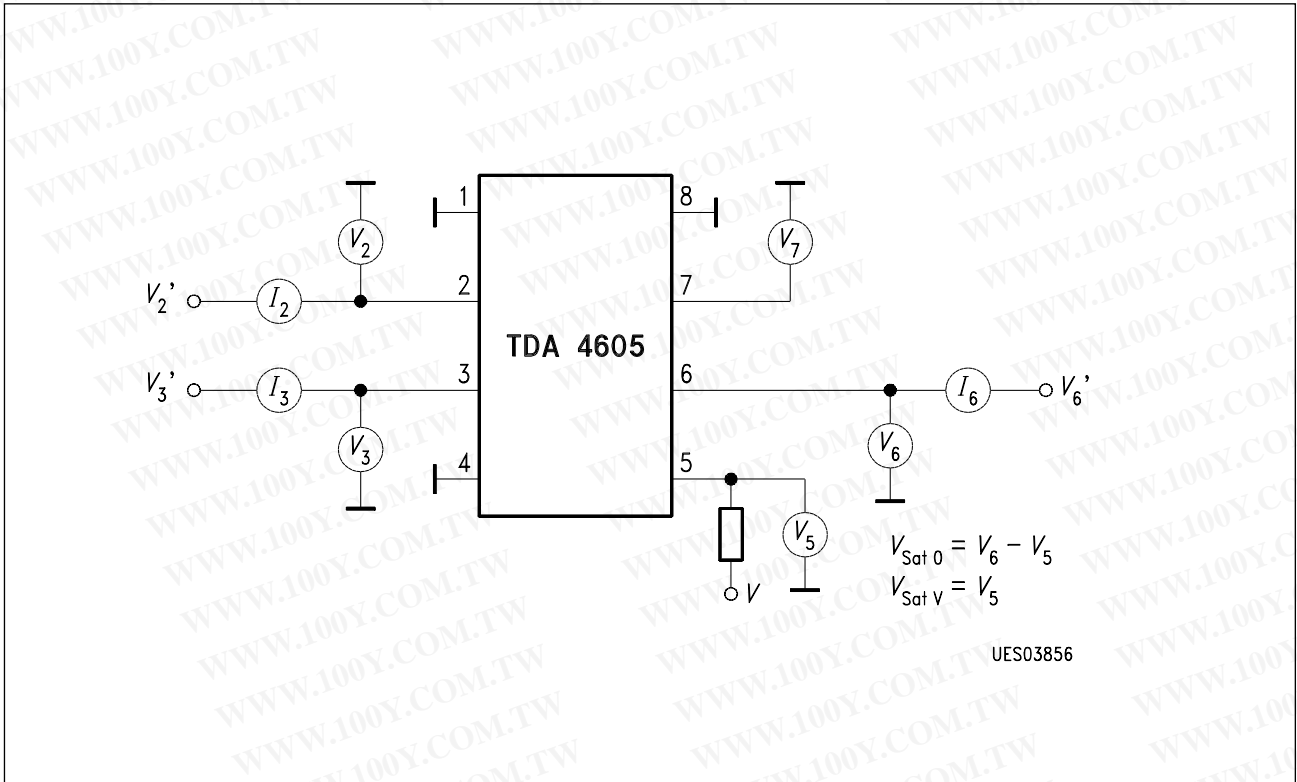 WWW.100Y.COM.TW
1
8
V2
V7
V2'
I2
2
7
TDA 4605
V3'
I3
3
6
I6
V6'
V3
V6
4
5
V5
V
VSat 0 = V6 – V5
VSat V = V5
UES03856